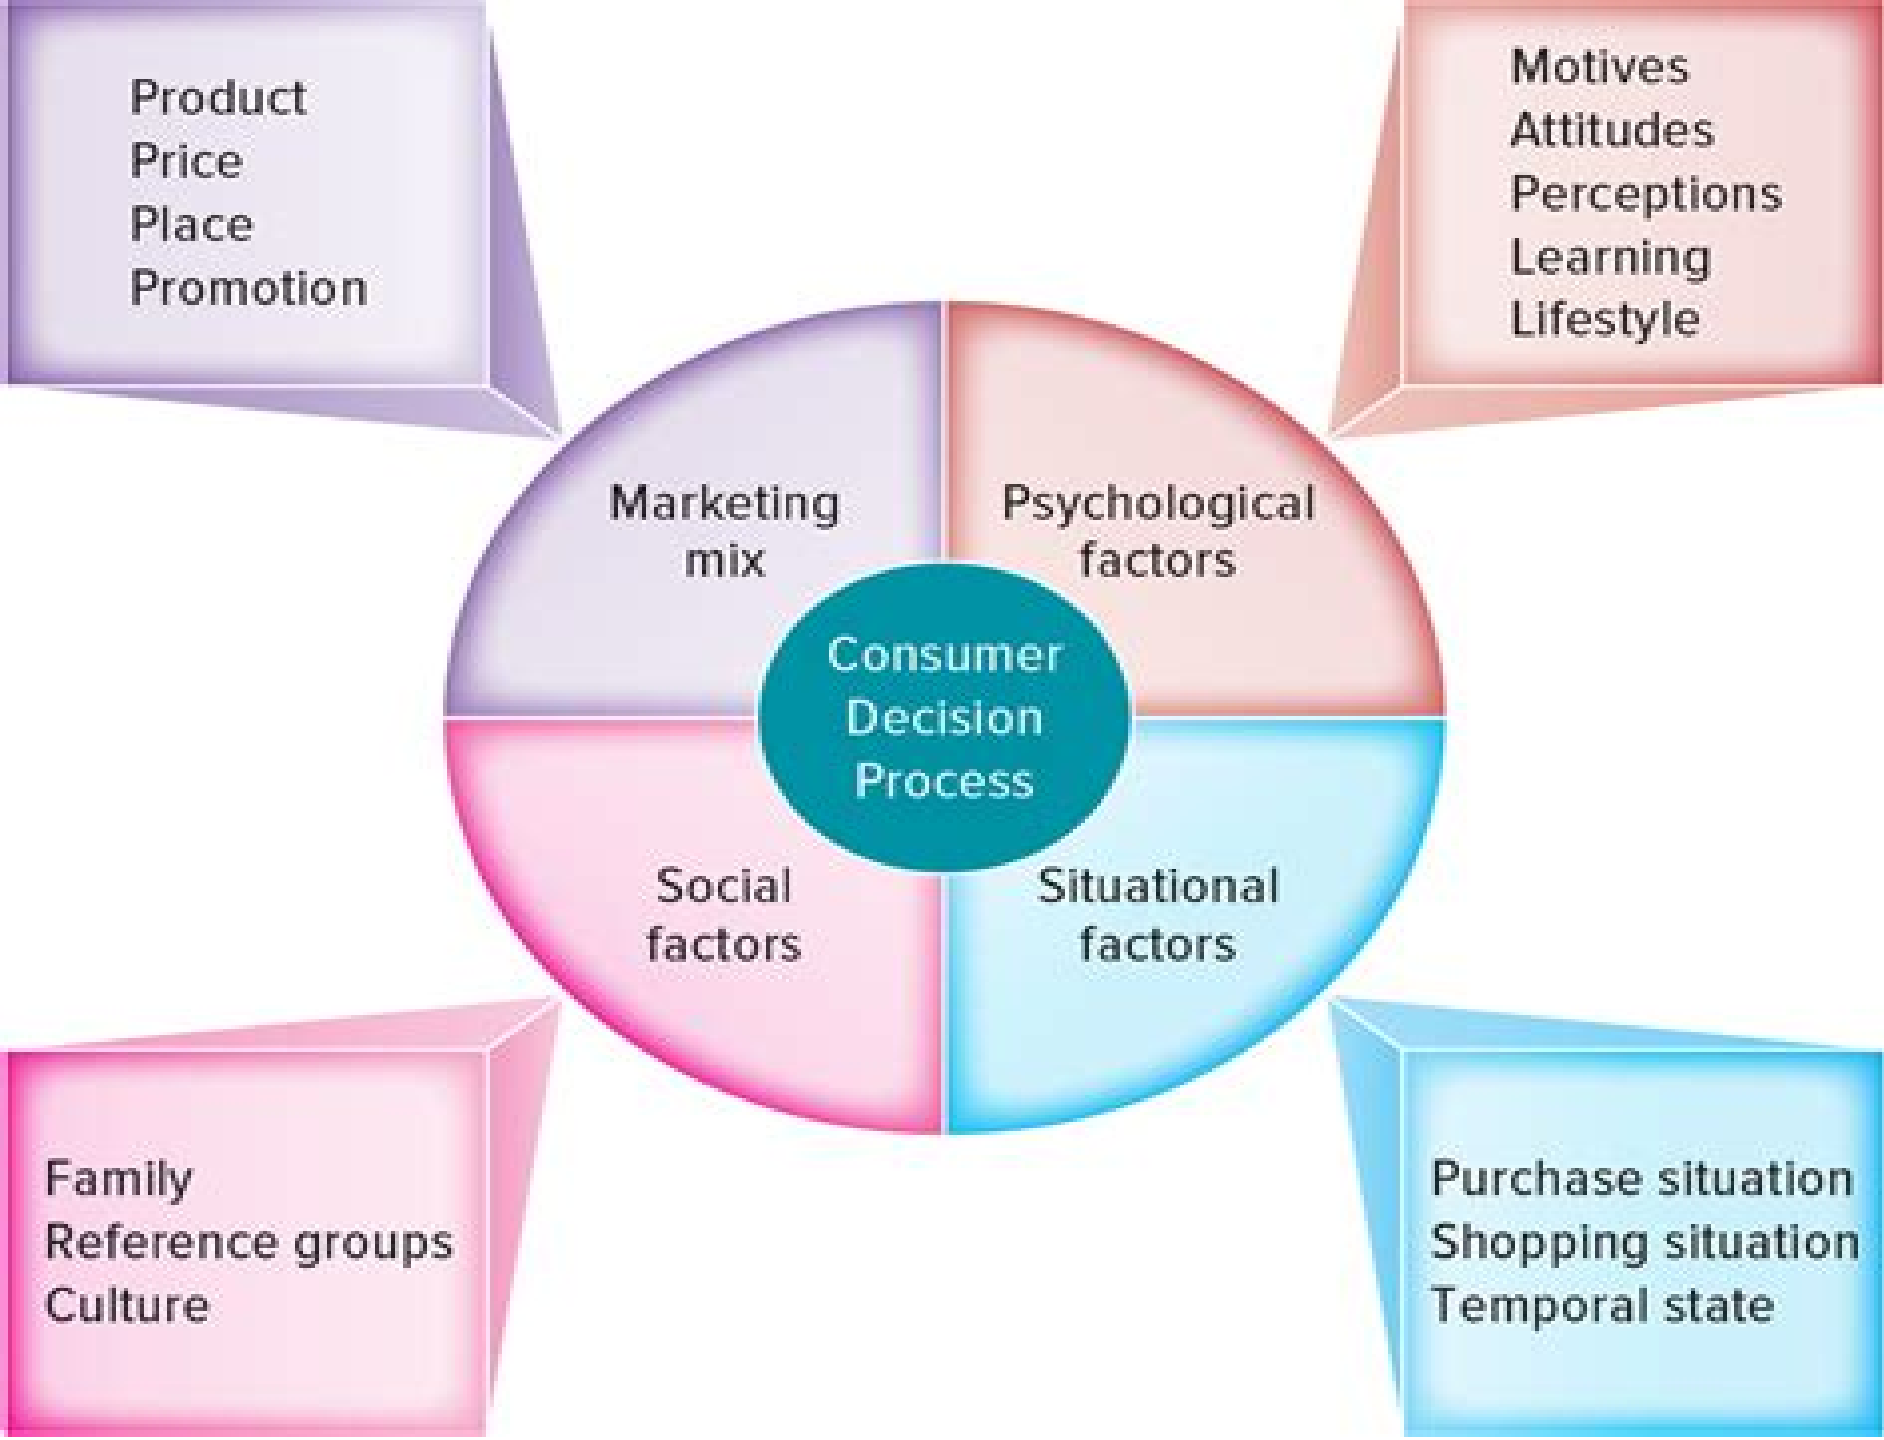 Product
Price
Place
Promotion
Motives
Attitudes
Perceptions
Learning
Lifestyle
Marketing
mix
Psychological
factors
Consumer
Decision
Process
Social
factors
Situational
factors
Family
Reference groups
Culture
Purchase situation
Shopping situation
Temporal state